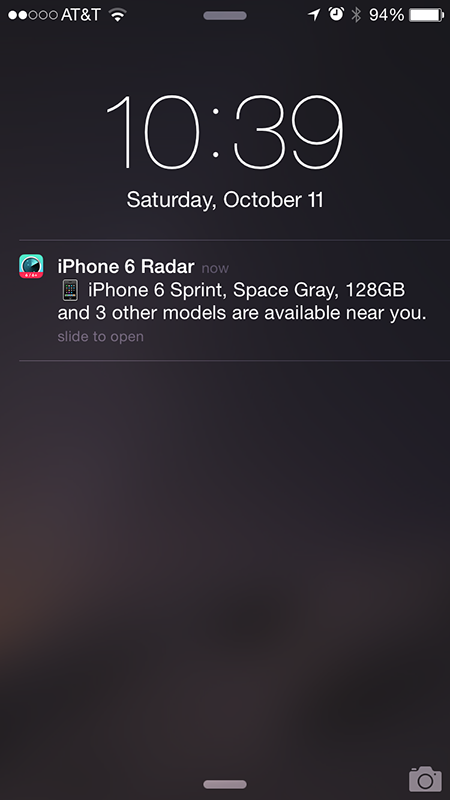 AT&T 94%
10:39
Saturday, October 11
iPhone 6 Radar now
iPhone 6 Sprint, Space Gray, 128GB
and 3 other models are available near you.
slide to open